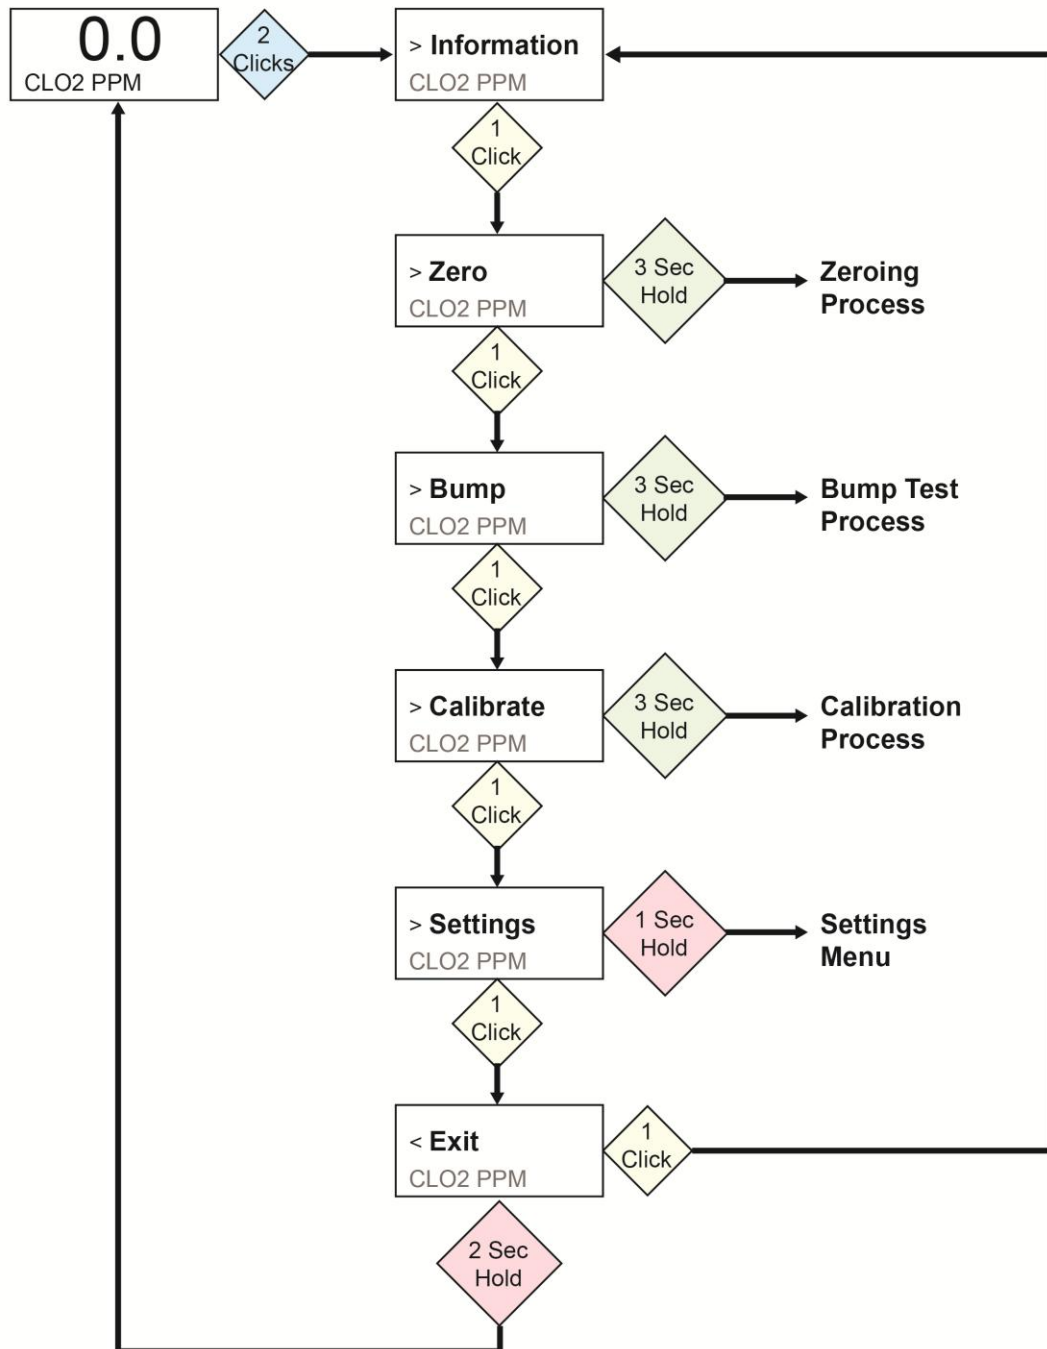 0.0
CLO2 PPM
2
Clicks
> Information
CLO2 PPM
1
Click
> Zero
CLO2 PPM
3 Sec
Hold
Zeroing
Process
1
Click
> Bump
CLO2 PPM
3 Sec
Hold
Bump Test
Process
1
Click
> Calibrate
CLO2 PPM
3 Sec
Hold
Calibration
Process
1
Click
> Settings
CLO2 PPM
1 Sec
Hold
Settings
Menu
1
Click
< Exit
CLO2 PPM
1
Click
2 Sec
Hold